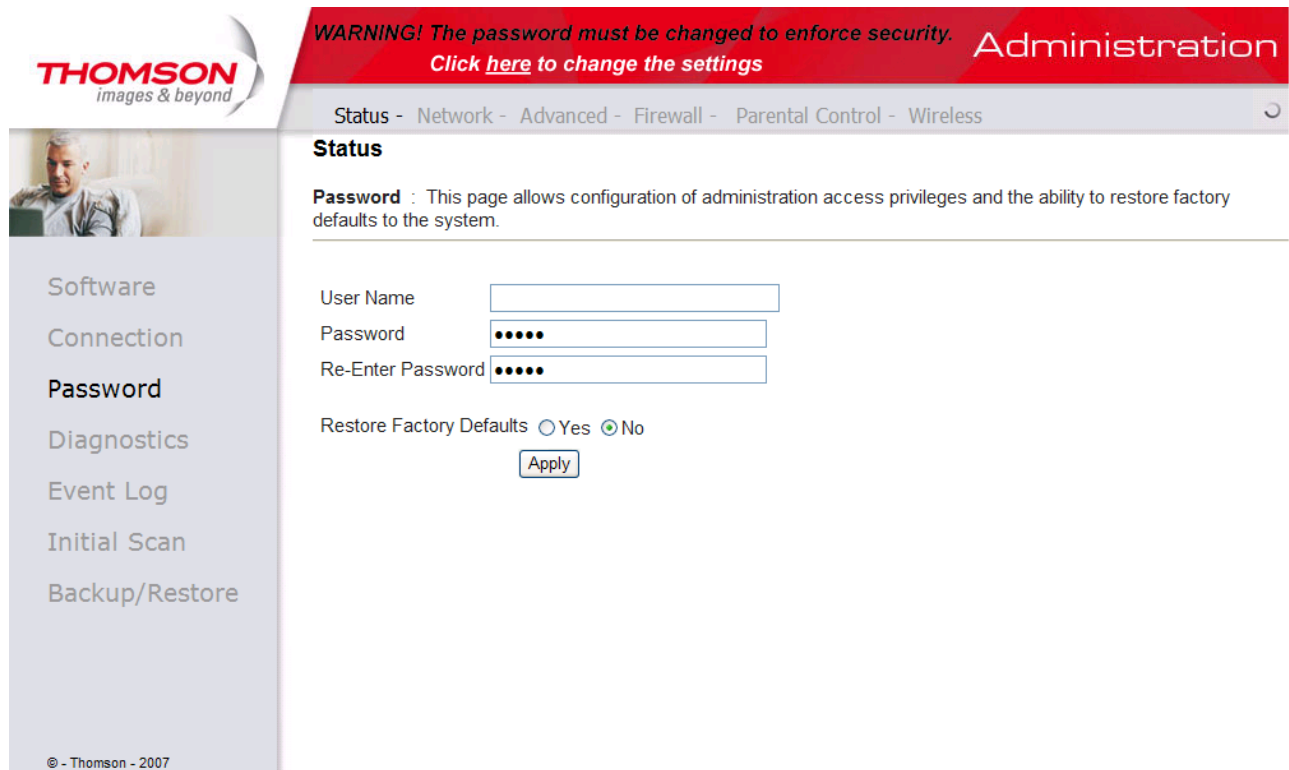 THOMSON
images & beyond
WARNING! The password must be changed to enforce security.
Click here to change the settings
Administration
Status - Network - Advanced - Firewall - Parental Control - Wireless
Status
Password : This page allows configuration of administration access privileges and the ability to restore factory
defaults to the system.
Software
Connection
Password
Diagnostics
Event Log
Initial Scan
Backup/Restore
User Name
Password •••••
Re-Enter Password •••••
Restore Factory Defaults Yes No
Apply
© - Thomson - 2007